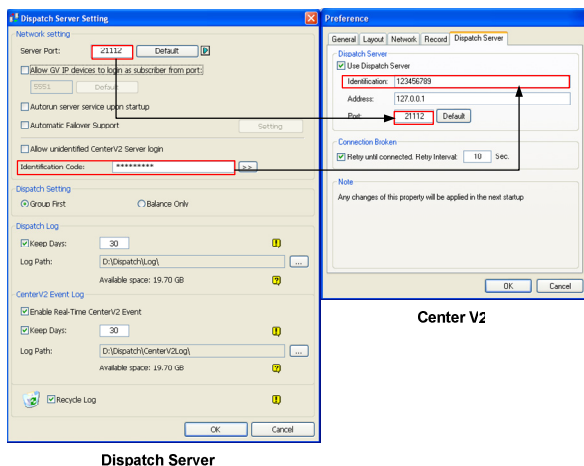 Dispatch Server Setting
Network setting
Server Port: 21112 Default
Allow GV IP devices to login as subscriber from port:
5551 Default
Autorun server service upon startup
Automatic Failover Support Setting
Allow unidentified CenterV2 Server login
Identification Code: ********* >>
Dispatch Setting
Group First Balance Only
Dispatch Log
Keep Days: 30
Log Path: D:\Dispatch\Log\ ...
Available space: 19.70 GB
CenterV2 Event Log
Enable Real-Time CenterV2 Event
Keep Days: 30
Log Path: D:\Dispatch\CenterV2Log\ ...
Available space: 19.70 GB
Recycle Log
OK Cancel
Dispatch Server
Preference
General Layout Network Record Dispatch Server
Dispatch Server
Use Dispatch Server
Identification: 123456789
Address: 127.0.0.1
Port: 21112 Default
Connection Broken
Retry until connected. Retry Interval: 10 Sec.
Note
Any changes of this property will be applied in the next startup
OK Cancel
Center V2